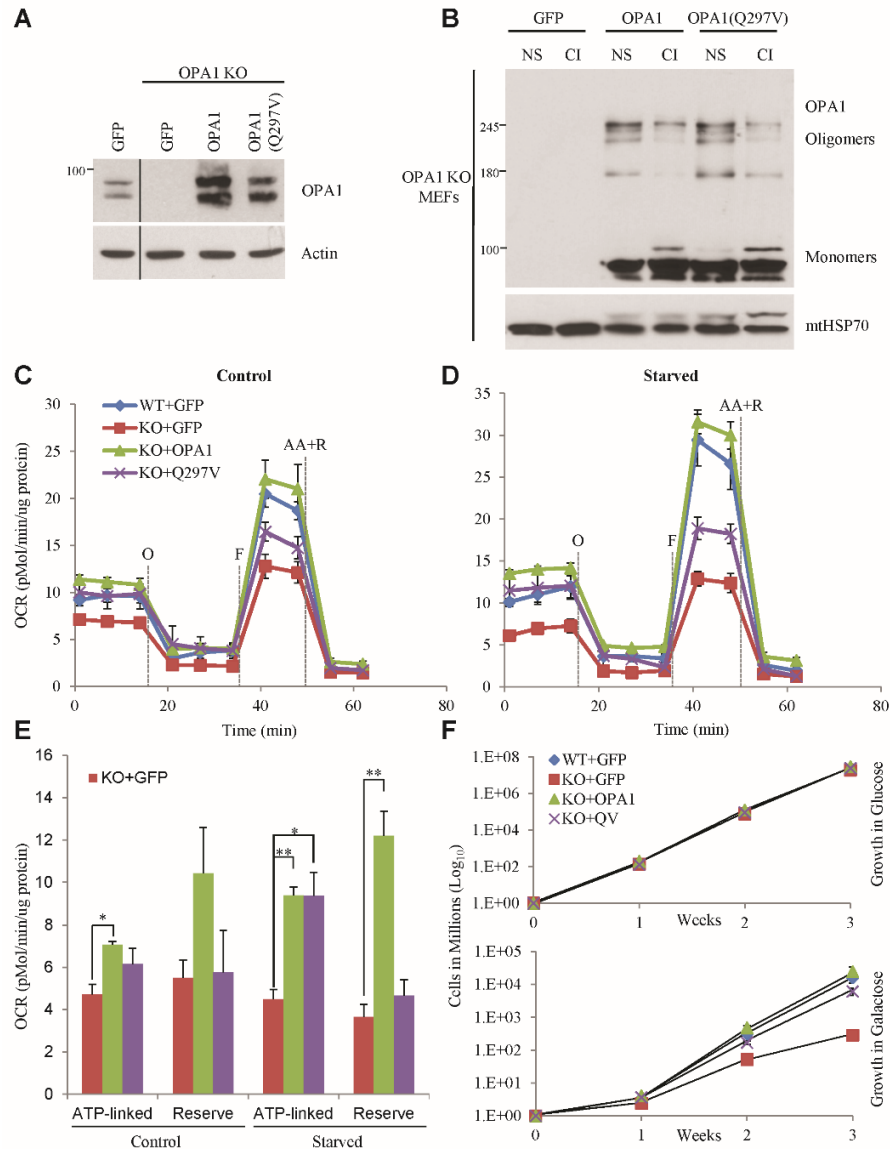 A
OPA1 KO
GFP
GFP
OPA1
OPA1
(Q297V)
100
OPA1
Actin
B
GFP OPA1 OPA1(Q297V)
NS CI NS CI NS CI
OPA1 KO
MEFs
245
180
100
OPA1
Oligomers
Monomers
mtHSP70
C Control
OCR (pMol/min/ug protein)
30
25
20
15
10
5
0
WT+GFP
KO+GFP
KO+OPA1
KO+Q297V
O
F
AA+R
0 20 40 60 80
Time (min)
D Starved
35
30
25
20
15
10
5
0
O
F
AA+R
0 20 40 60 80
Time (min)
E
OCR (pMol/min/ug protein)
16
14
12
10
8
6
4
2
0
KO+GFP
*
**
*
**
ATP-linked Reserve ATP-linked Reserve
Control Starved
F
Cells in Millions (Log10)
1.E+08
1.E+06
1.E+04
1.E+02
1.E+00
WT+GFP
KO+GFP
KO+OPA1
KO+QV
0 1 2 3
Weeks
Growth in Glucose
1.E+05
1.E+04
1.E+03
1.E+02
1.E+01
1.E+00
0 1 2 3
Weeks
Growth in Galactose